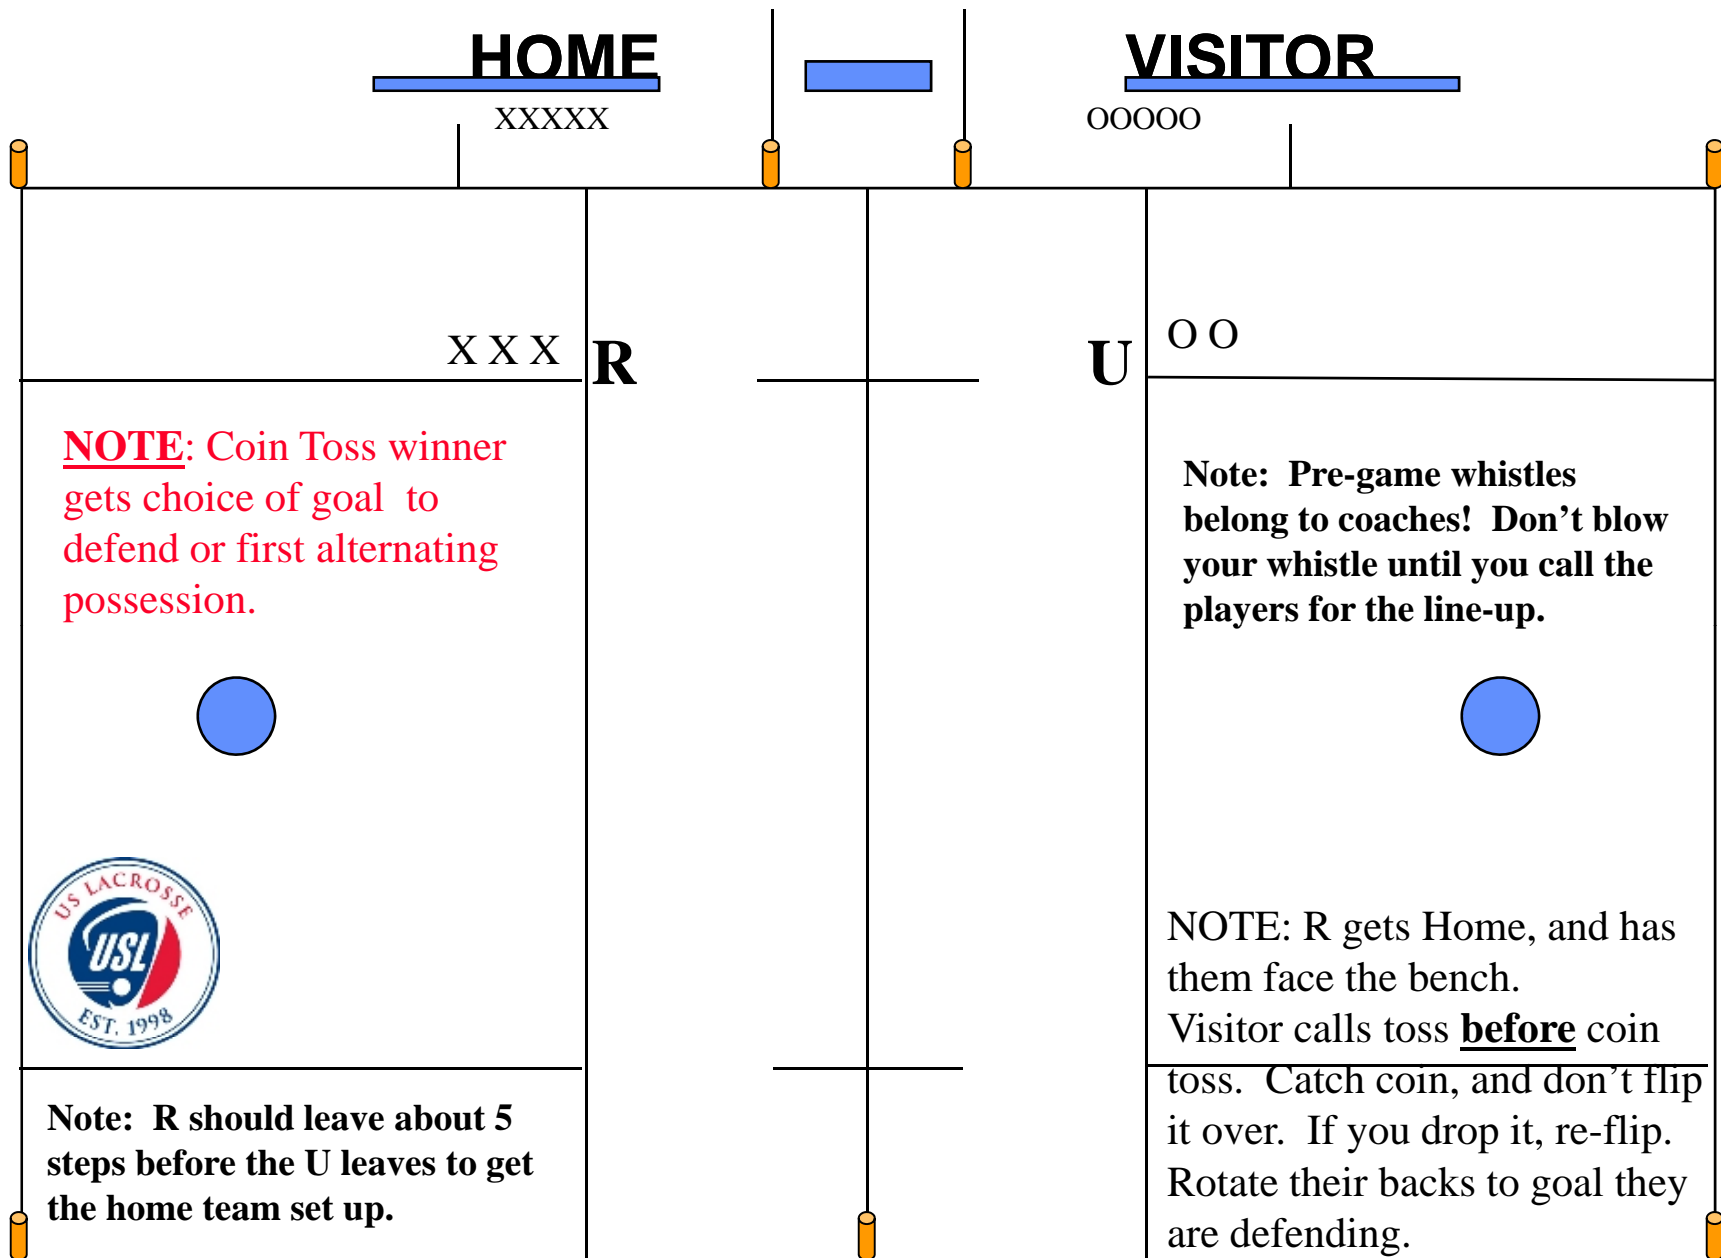 HOME
VISITOR
XXXXX
OOOOO
X X X
R
U
O O
NOTE: Coin Toss winner
gets choice of goal to
defend or first alternating
possession.
Note: Pre-game whistles
belong to coaches! Don't blow
your whistle until you call the
players for the line-up.
US LACROSSE
USL
EST. 1998
NOTE: R gets Home, and has
them face the bench.
Visitor calls toss before coin
toss. Catch coin, and don't flip
it over. If you drop it, re-flip.
Rotate their backs to goal they
are defending.
Note: R should leave about 5
steps before the U leaves to get
the home team set up.